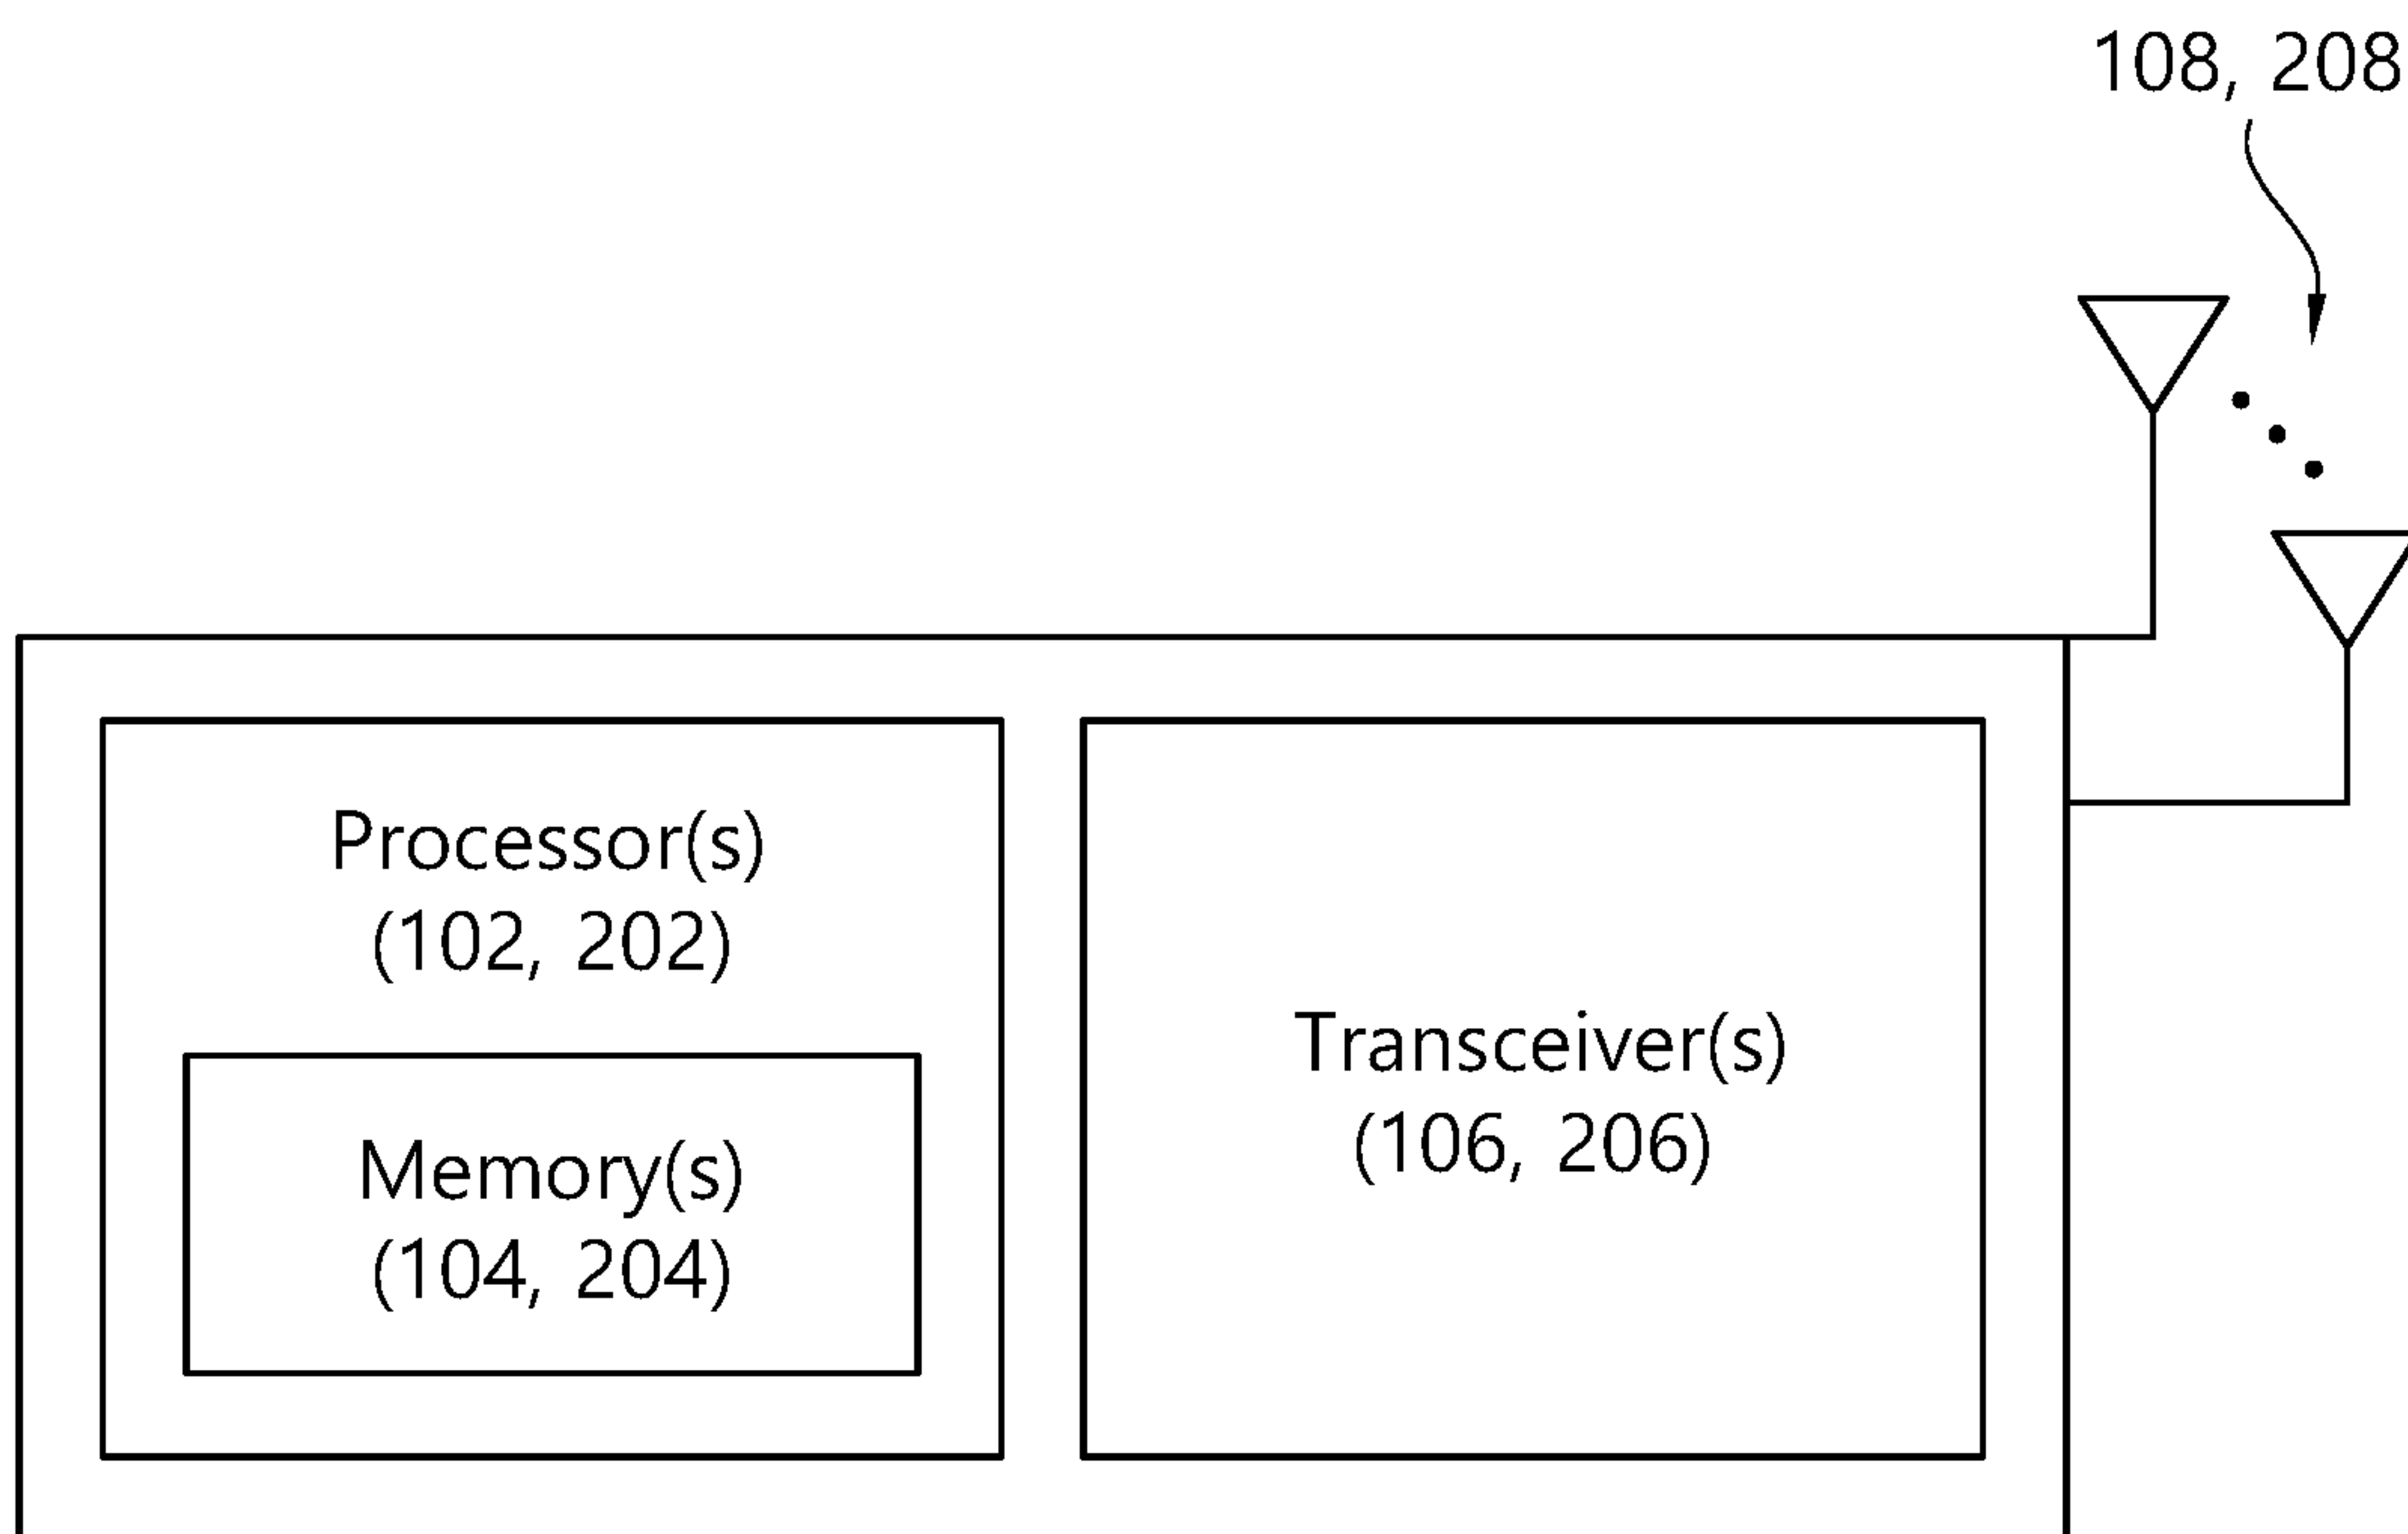 108, 208
Processor(s)
(102, 202)
Memory(s)
(104, 204)
Transceiver(s)
(106, 206)